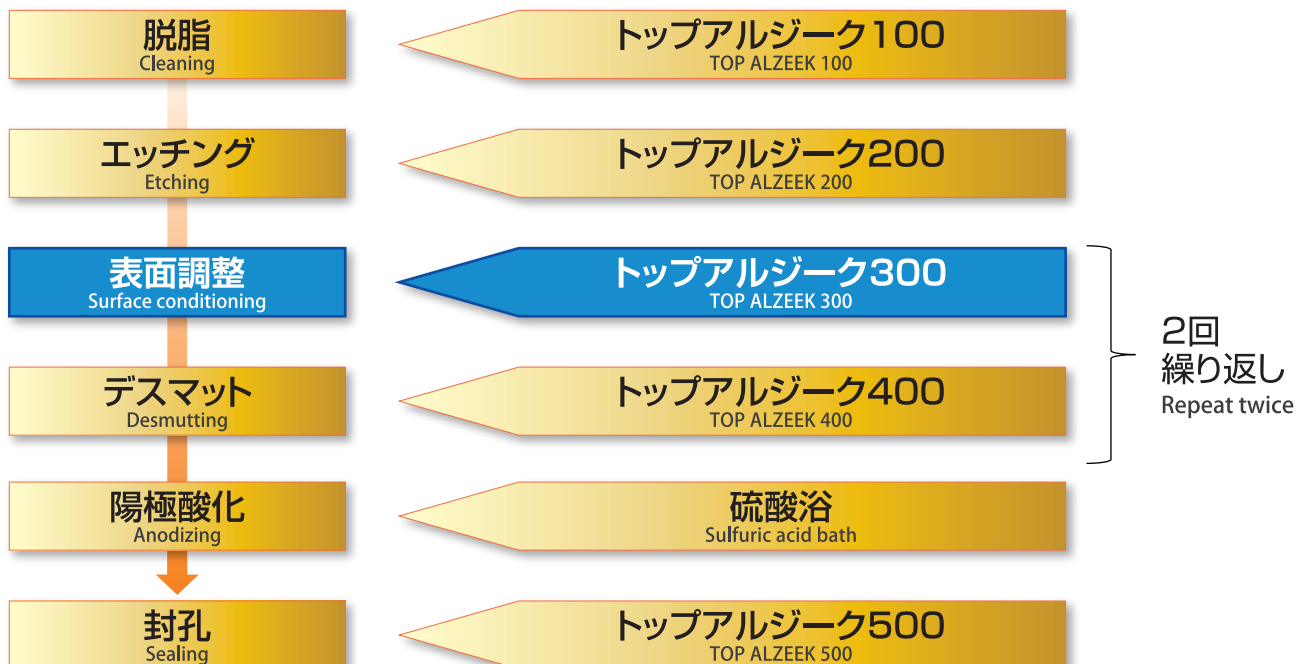 脱脂
Cleaning
トップアルジーク100
TOP ALZEEK 100
エッチング
Etching
トップアルジーク200
TOP ALZEEK 200
表面調整
Surface conditioning
トップアルジーク300
TOP ALZEEK 300
デスマット
Desmutting
トップアルジーク400
TOP ALZEEK 400
2回
繰り返し
Repeat twice
陽極酸化
Anodizing
硫酸浴
Sulfuric acid bath
封孔
Sealing
トップアルジーク500
TOP ALZEEK 500